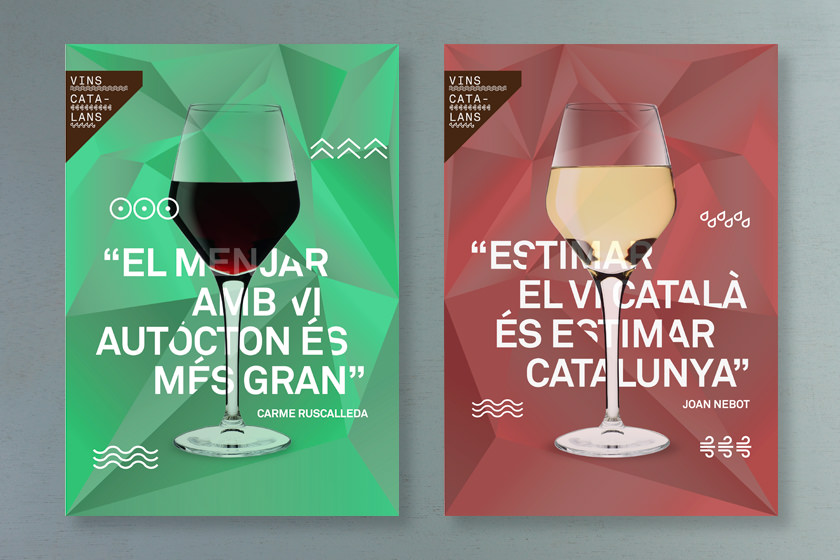 VINS
CATA-
LANS
“EL MENJAR
AMB VI
AUTÒCTON ÉS
MÉS GRAN”
CARME RUSCALLEDA
VINS
CATA-
LANS
“ESTIMAR
EL VI CATALÀ
ÉS ESTIMAR
CATALUNYA”
JOAN NEBOT